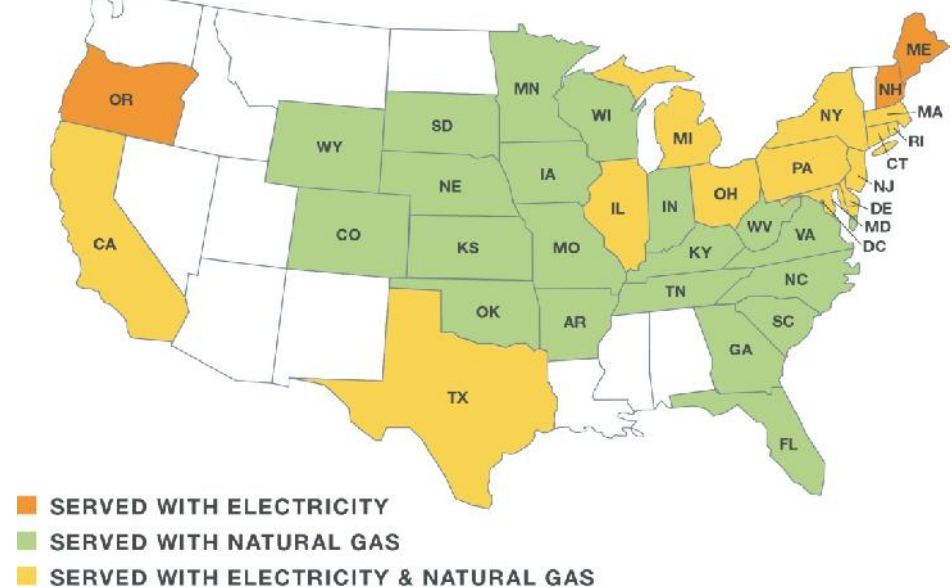 ME
OR
NH
MN
MA
NY
WI
SD
RI
MI
WY
CT
PA
IA
NE
OH
NJ
IL
IN
DE
WV
MD
CO
VA
DC
CA
KS
MO
KY
NC
TN
OK
AR
SC
GA
TX
FL
SERVED WITH ELECTRICITY
SERVED WITH NATURAL GAS
SERVED WITH ELECTRICITY & NATURAL GAS